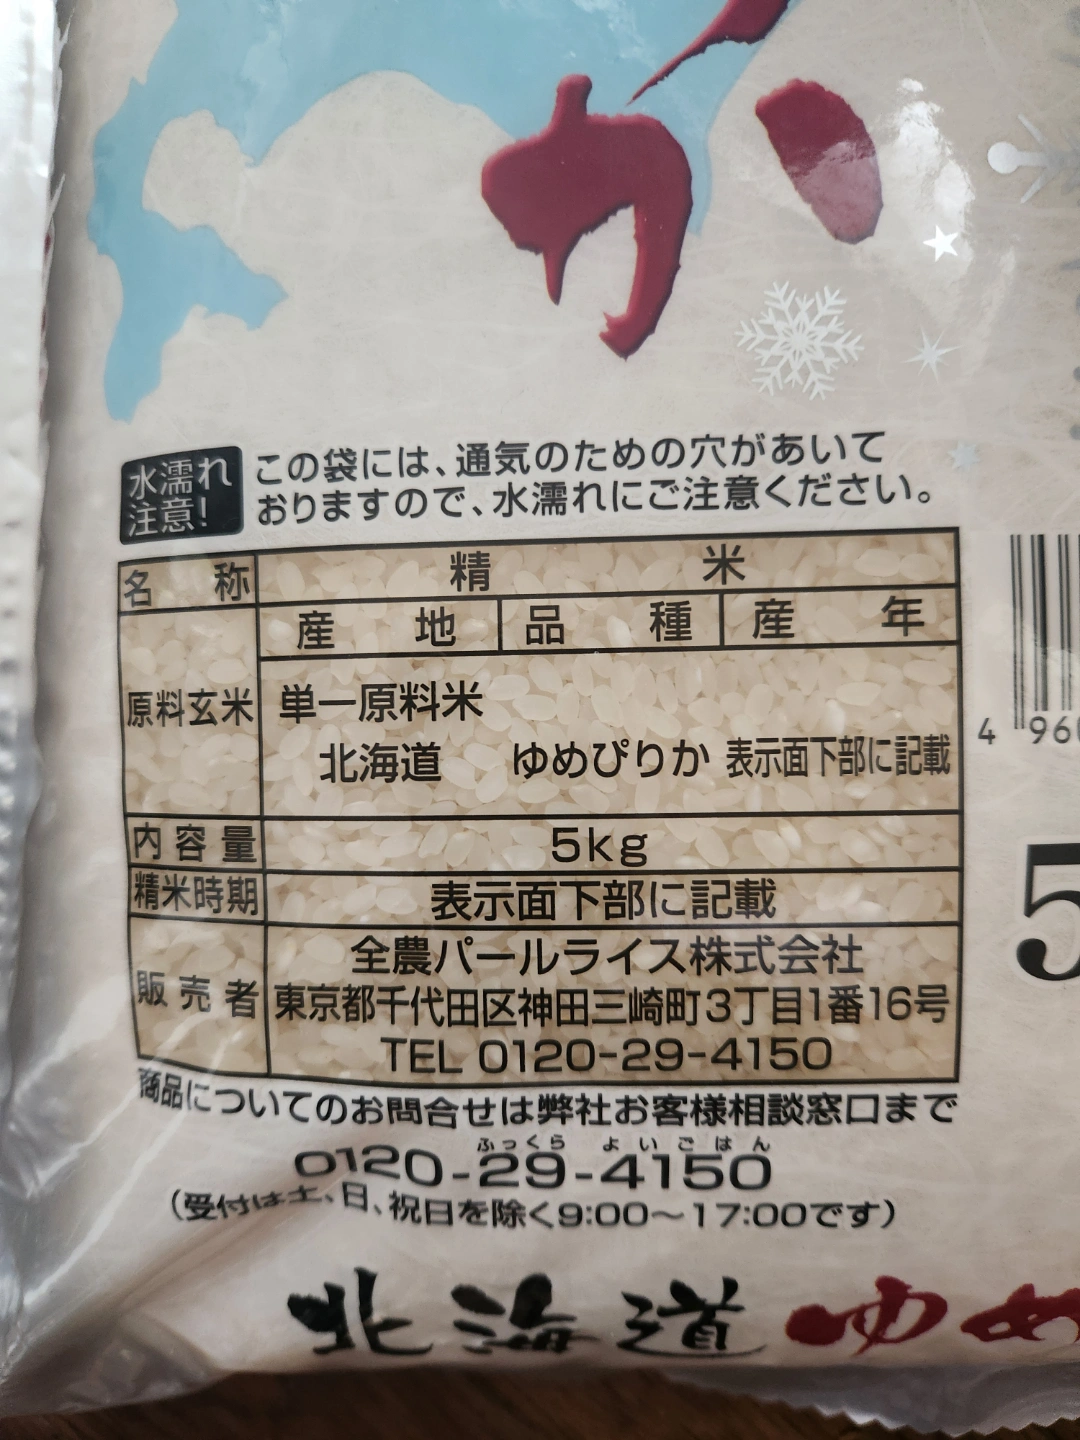 か
水濡れ
注意!
この袋には、通気のための穴があいて
おりますので、水濡れにご注意ください。
名称 精米
産地 品種 産年
原料玄米 単一原料米
北海道 ゆめぴりか 表示面下部に記載
内容量 5kg
精米時期 表示面下部に記載
販売者 全農パールライス株式会社
東京都千代田区神田三崎町3丁目1番16号
TEL 0120-29-4150
商品についてのお問合せは弊社お客様相談窓口まで
ふっくら よいごはん
0120-29-4150
(受付は土、日、祝日を除く9:00～17:00です)
4 960
5
北海道ゆめ